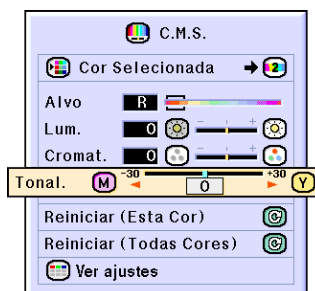 C.M.S.
Cor Selecionada 2
Alvo R
Lum. 0 - +
Cromat. 0 - +
Tonal. M -30 0 +30 Y
Reiniciar (Esta Cor)
Reiniciar (Todas Cores)
Ver ajustes